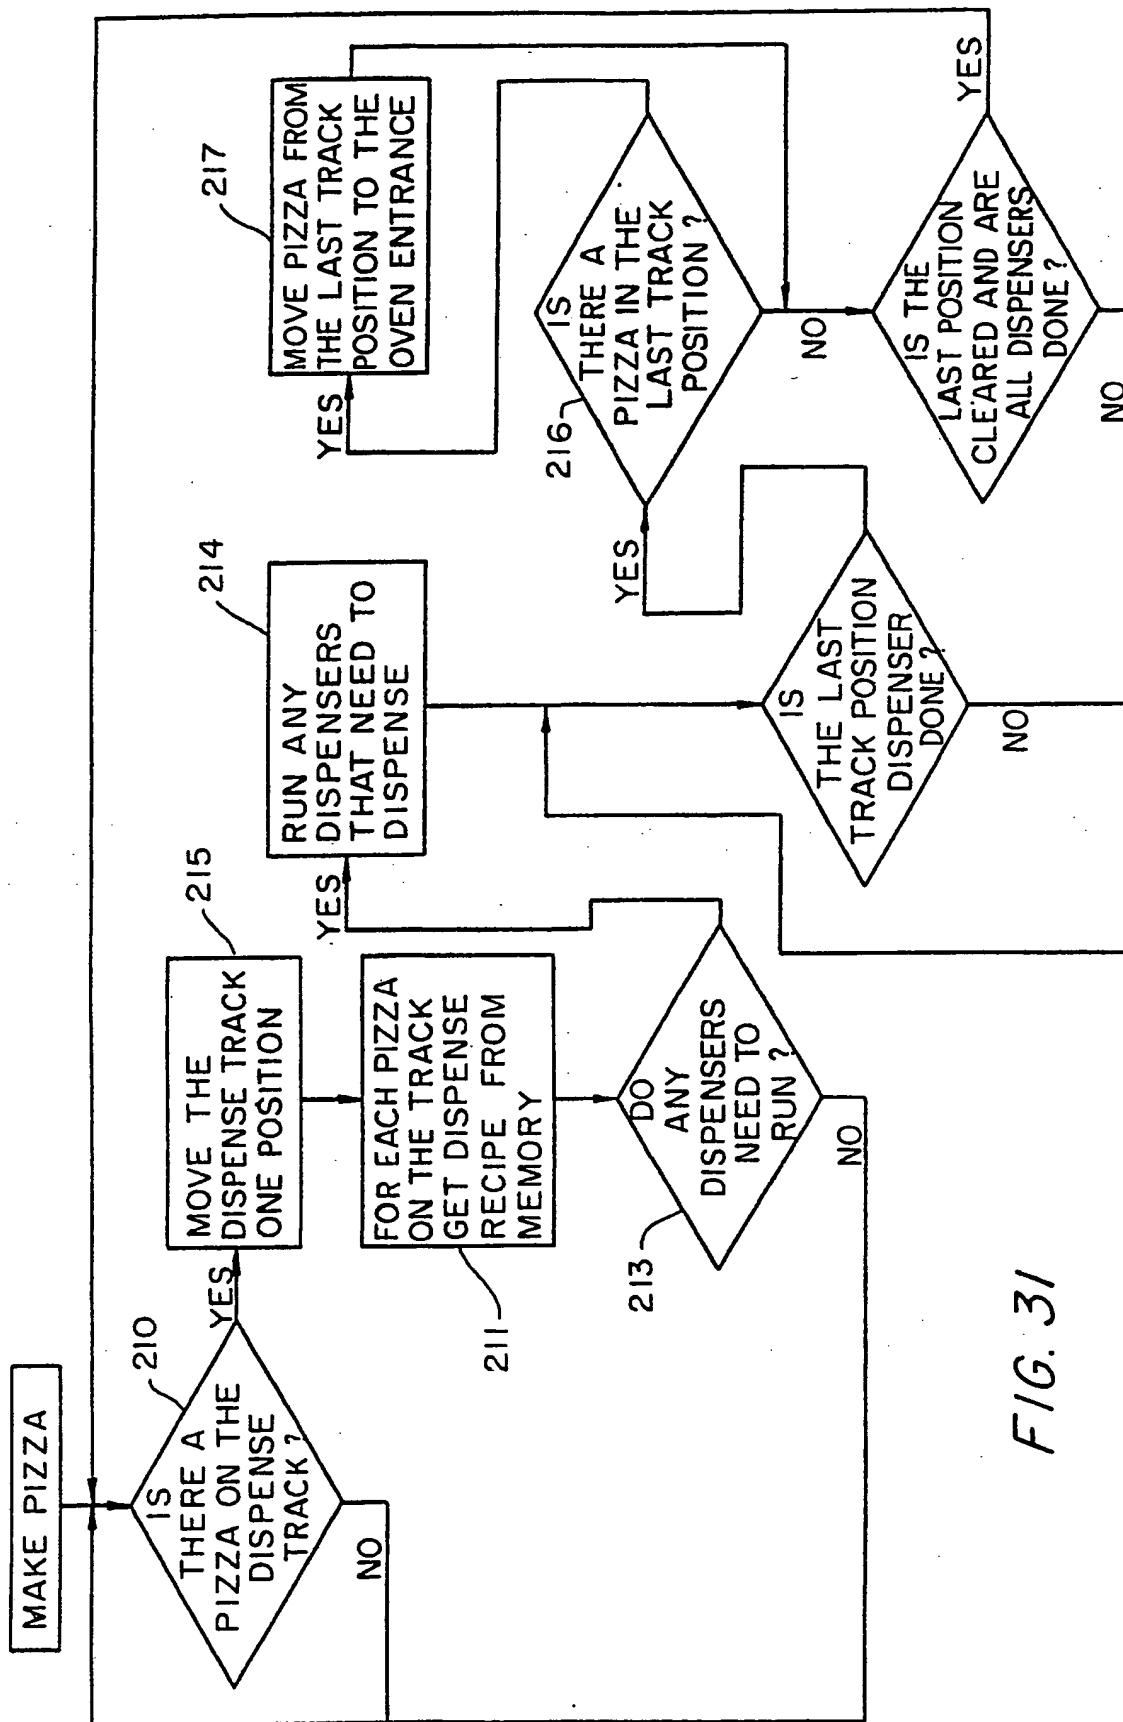 MAKE PIZZA
210
IS
THERE A
PIZZA ON THE
DISPENSE
TRACK ?
YES
NO
215
MOVE THE
DISPENSE TRACK
ONE POSITION
211
FOR EACH PIZZA
ON THE TRACK
GET DISPENSE
RECIPE FROM
MEMORY
213
DO
ANY
DISPENSERS
NEED TO
RUN ?
YES
NO
214
RUN ANY
DISPENSERS
THAT NEED TO
DISPENSE
IS
THE LAST
TRACK POSITION
DISPENSER
DONE ?
YES
NO
216
IS
THERE A
PIZZA IN THE
LAST TRACK
POSITION ?
YES
NO
217
MOVE PIZZA FROM
THE LAST TRACK
POSITION TO THE
OVEN ENTRANCE
IS THE
LAST POSITION
CLEARED AND ARE
ALL DISPENSERS
DONE ?
YES
NO
FIG. 31